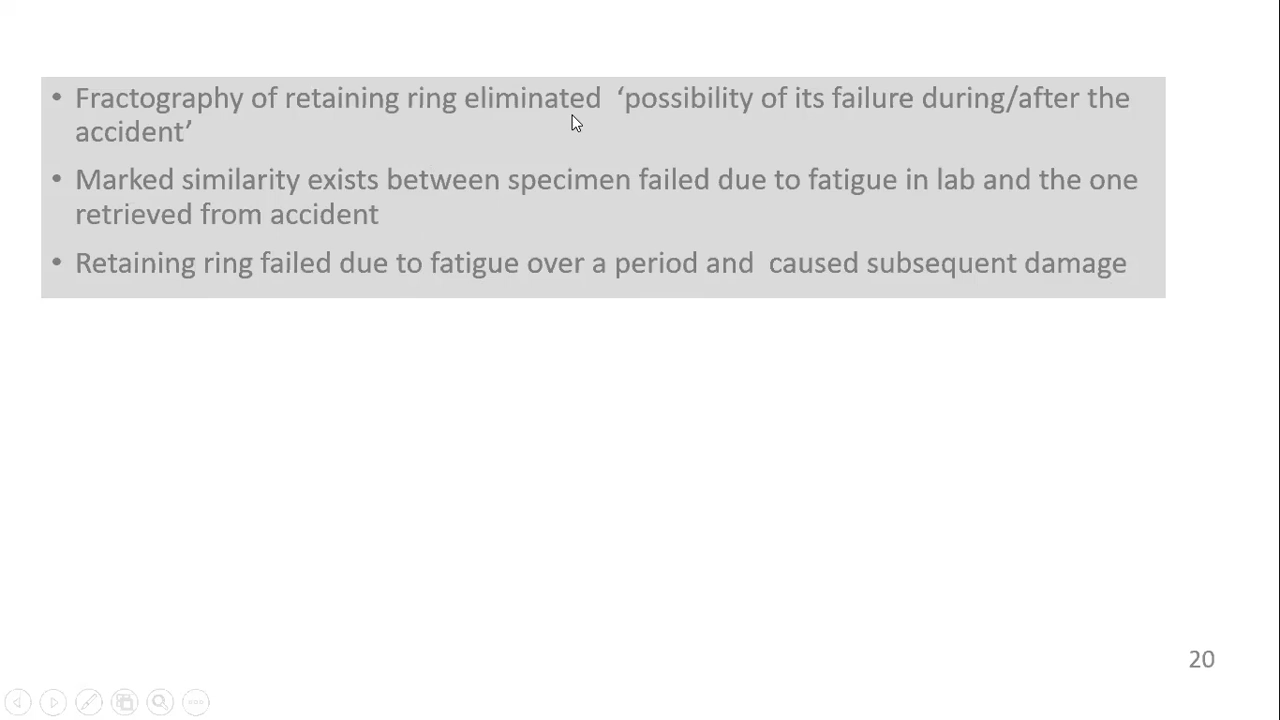 • Fractography of retaining ring eliminated  ‘possibility of its failure during/after the
accident’
• Marked similarity exists between specimen failed due to fatigue in lab and the one
retrieved from accident
• Retaining ring failed due to fatigue over a period and  caused subsequent damage
20